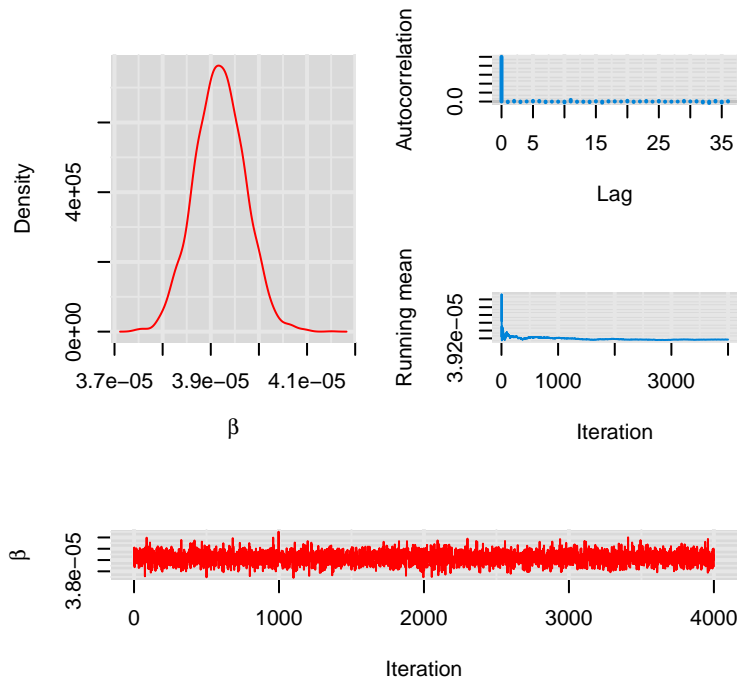 Density
0e+00
4e+05
3.7e−05
3.9e−05
4.1e−05
β
Autocorrelation
0.0
0
5
15
25
35
Lag
Running mean
3.92e−05
0
1000
3000
Iteration
β
3.8e−05
0
1000
2000
3000
4000
Iteration